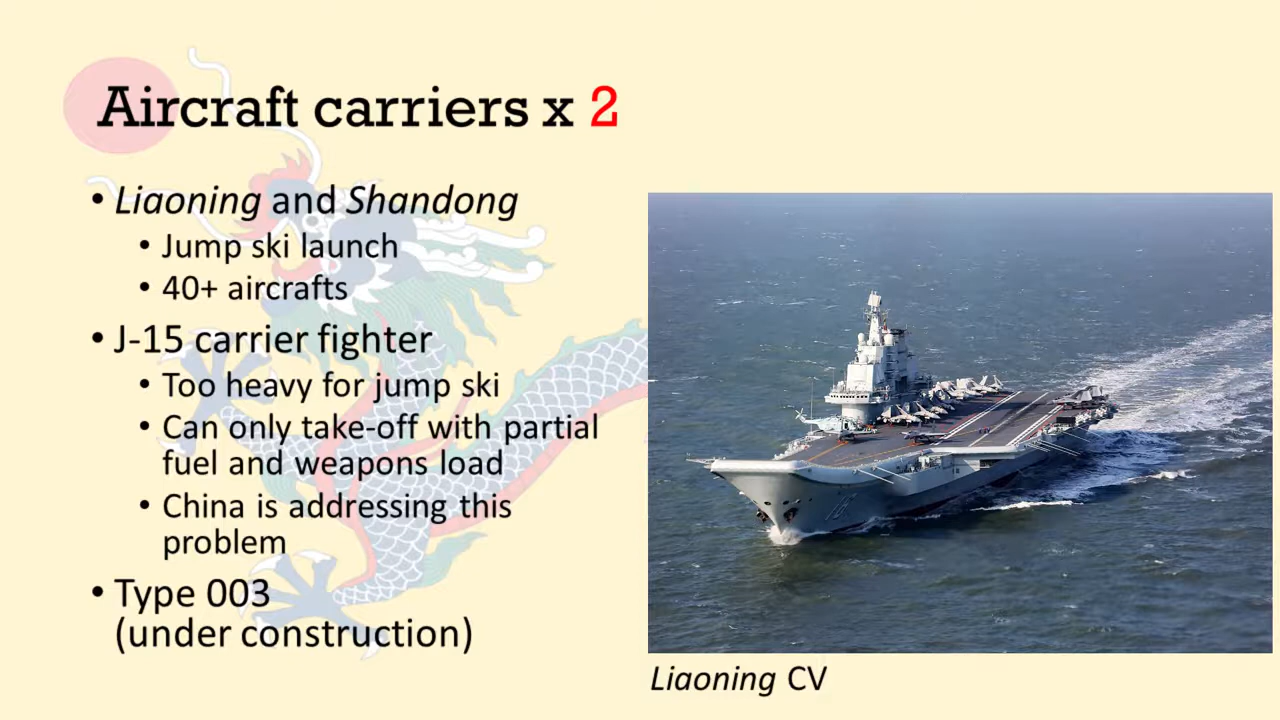 Aircraft carriers x 2
• Liaoning and Shandong
• Jump ski launch
• 40+ aircrafts
• J-15 carrier fighter
• Too heavy for jump ski
• Can only take-off with partial
fuel and weapons load
• China is addressing this
problem
• Type 003
(under construction)
16
Liaoning CV